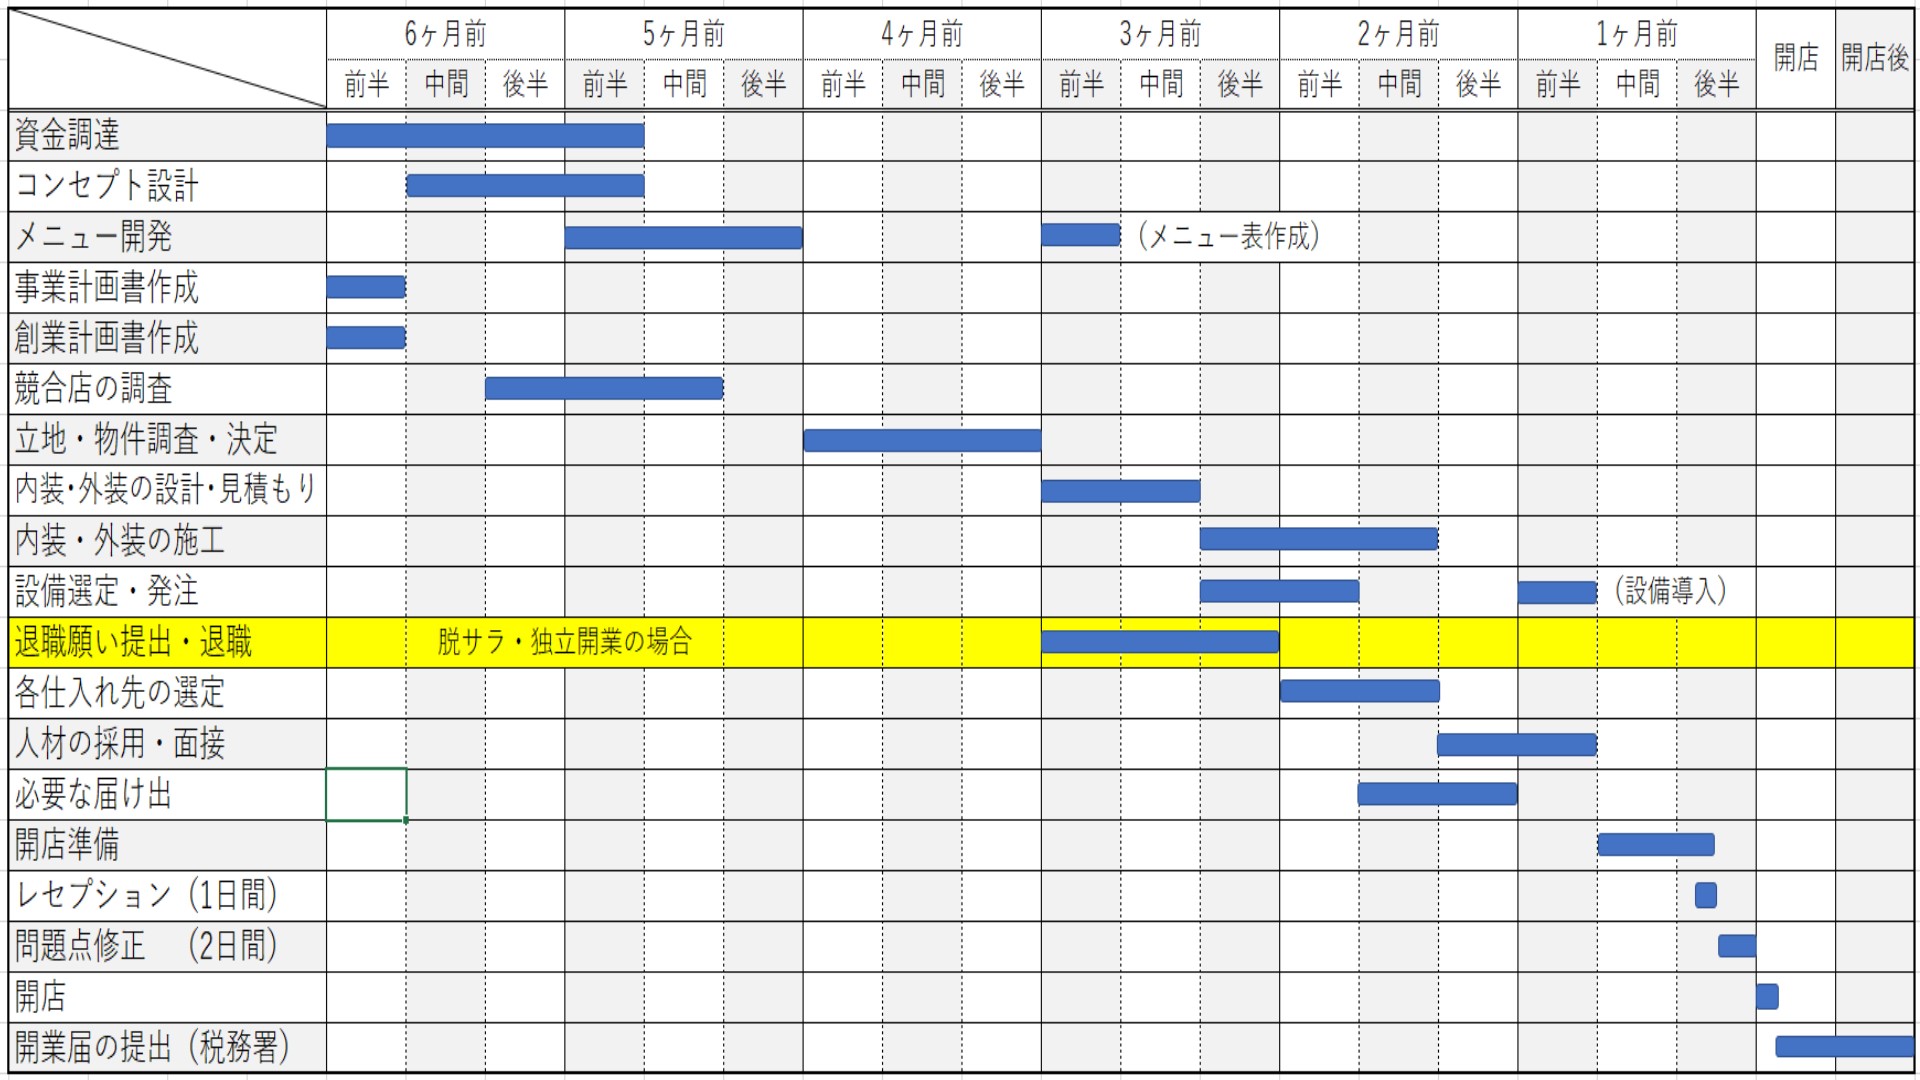 6ヶ月前 5ヶ月前 4ヶ月前 3ヶ月前 2ヶ月前 1ヶ月前 開店 開店後
前半 中間 後半 前半 中間 後半 前半 中間 後半 前半 中間 後半 前半 中間 後半 前半 中間 後半
資金調達
コンセプト設計
メニュー開発 （メニュー表作成）
事業計画書作成
創業計画書作成
競合店の調査
立地・物件調査・決定
内装･外装の設計･見積もり
内装・外装の施工
設備選定・発注 （設備導入）
退職願い提出・退職 脱サラ・独立開業の場合
各仕入れ先の選定
人材の採用・面接
必要な届け出
開店準備
レセプション（1日間）
問題点修正　（2日間）
開店
開業届の提出（税務署）